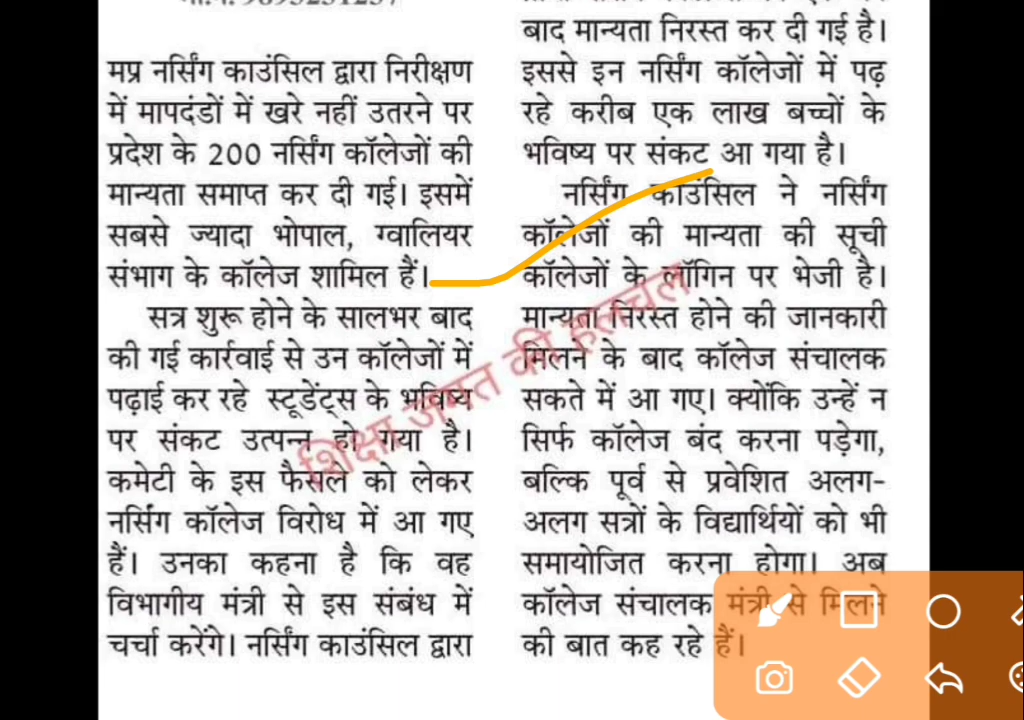 मप्र नर्सिंग काउंसिल द्वारा निरीक्षण
में मापदंडों में खरे नहीं उतरने पर
प्रदेश के 200 नर्सिंग कॉलेजों की
मान्यता समाप्त कर दी गई। इसमें
सबसे ज्यादा भोपाल, ग्वालियर
संभाग के कॉलेज शामिल हैं।
सत्र शुरू होने के सालभर बाद
की गई कार्रवाई से उन कॉलेजों में
पढ़ाई कर रहे स्टूडेंट्स के भविष्य
पर संकट उत्पन्न हो गया है।
कमेटी के इस फैसले को लेकर
नर्सिंग कॉलेज विरोध में आ गए
हैं। उनका कहना है कि वह
विभागीय मंत्री से इस संबंध में
चर्चा करेंगे। नर्सिंग काउंसिल द्वारा
बाद मान्यता निरस्त कर दी गई है।
इससे इन नर्सिंग कॉलेजों में पढ़
रहे करीब एक लाख बच्चों के
भविष्य पर संकट आ गया है।
नर्सिंग काउंसिल ने नर्सिंग
कॉलेजों की मान्यता की सूची
कॉलेजों के लॉगिन पर भेजी है।
मान्यता निरस्त होने की जानकारी
मिलने के बाद कॉलेज संचालक
सकते में आ गए। क्योंकि उन्हें न
सिर्फ कॉलेज बंद करना पड़ेगा,
बल्कि पूर्व से प्रवेशित अलग-
अलग सत्रों के विद्यार्थियों को भी
समायोजित करना होगा। अब
कॉलेज संचालक मंत्री से मिलने
की बात कह रहे हैं।
शिक्षा जगत की हलचल